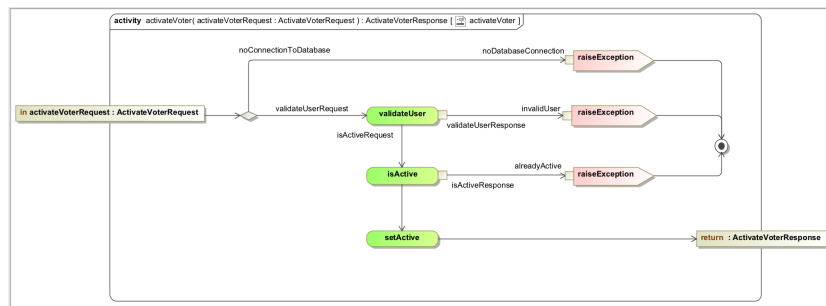 activity activateVoter( activateVoterRequest : ActivateVoterRequest ) : ActivateVoterResponse [ activateVoter ]
noConnectionToDatabase
noDatabaseConnection
raiseException
in activateVoterRequest : ActivateVoterRequest
validateUserRequest
validateUser
invalidUser
raiseException
validateUserResponse
isActiveRequest
alreadyActive
isActive
raiseException
isActiveResponse
setActive
return : ActivateVoterResponse